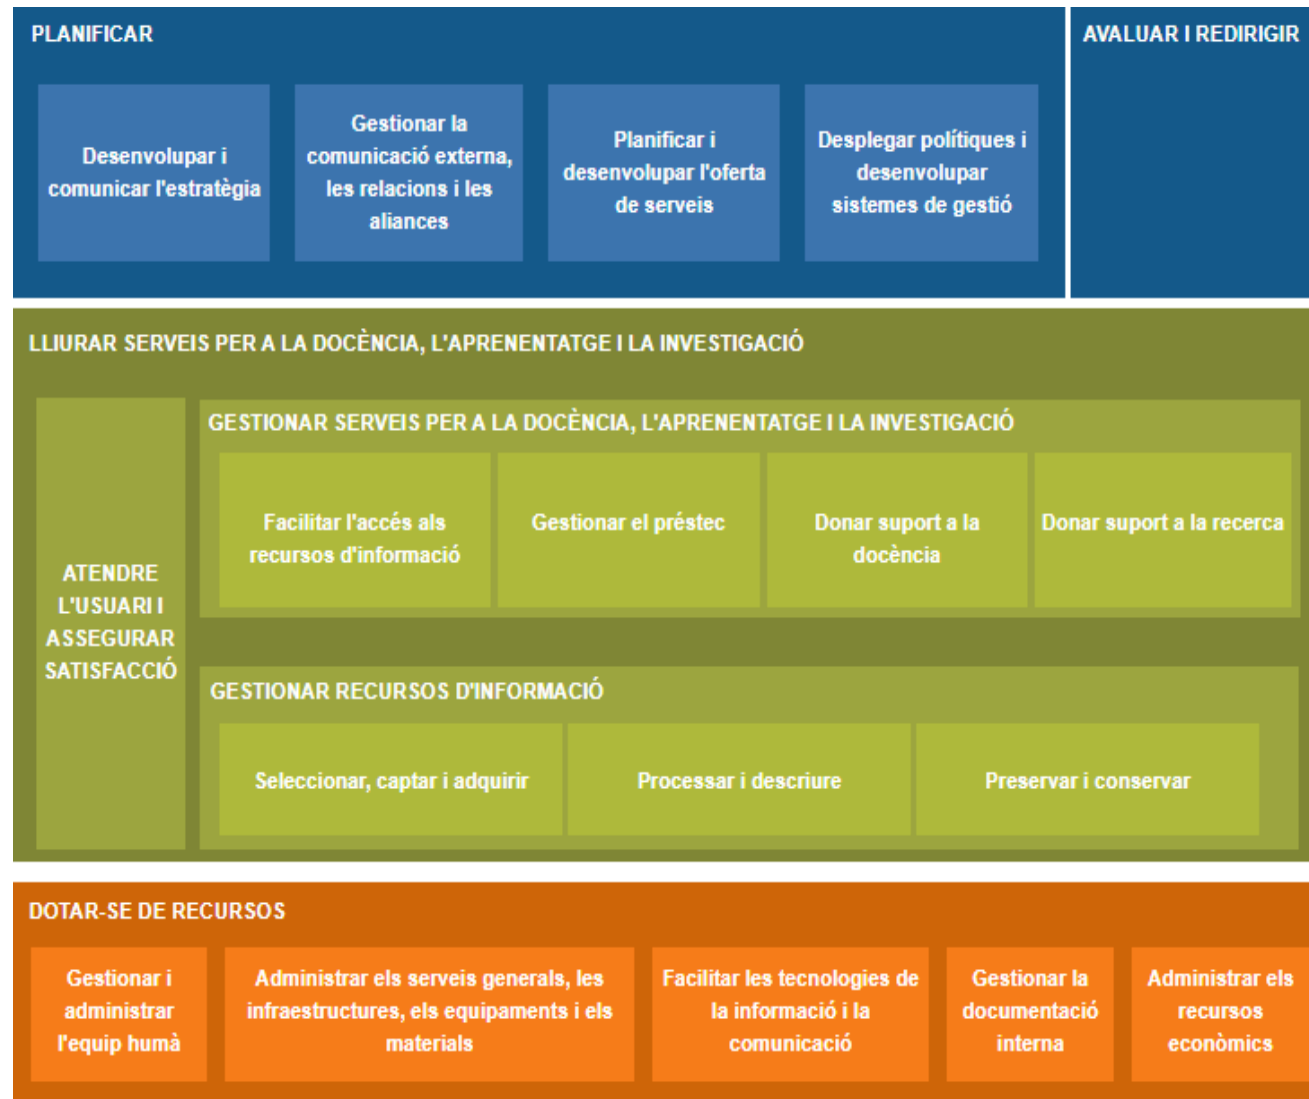 PLANIFICAR
AVALUAR I REDIRIGIR
Desenvolupar i
comunicar l'estratègia
Gestionar la
comunicació externa,
les relacions i les
aliances
Planificar i
desenvolupar l'oferta
de serveis
Desplegar polítiques i
desenvolupar
sistemes de gestió
LLIURAR SERVEIS PER A LA DOCÈNCIA, L'APRENENTATGE I LA INVESTIGACIÓ
ATENDRE
L'USUARI I
ASSEGURAR
SATISFACCIÓ
GESTIONAR SERVEIS PER A LA DOCÈNCIA, L'APRENENTATGE I LA INVESTIGACIÓ
Facilitar l'accés als
recursos d'informació
Gestionar el préstec
Donar suport a la
docència
Donar suport a la recerca
GESTIONAR RECURSOS D'INFORMACIÓ
Seleccionar, captar i adquirir
Processar i descriure
Preservar i conservar
DOTAR-SE DE RECURSOS
Gestionar i
administrar
l'equip humà
Administrar els serveis generals, les
infraestructures, els equipaments i els
materials
Facilitar les tecnologies de
la informació i la
comunicació
Gestionar la
documentació
interna
Administrar els
recursos
econòmics